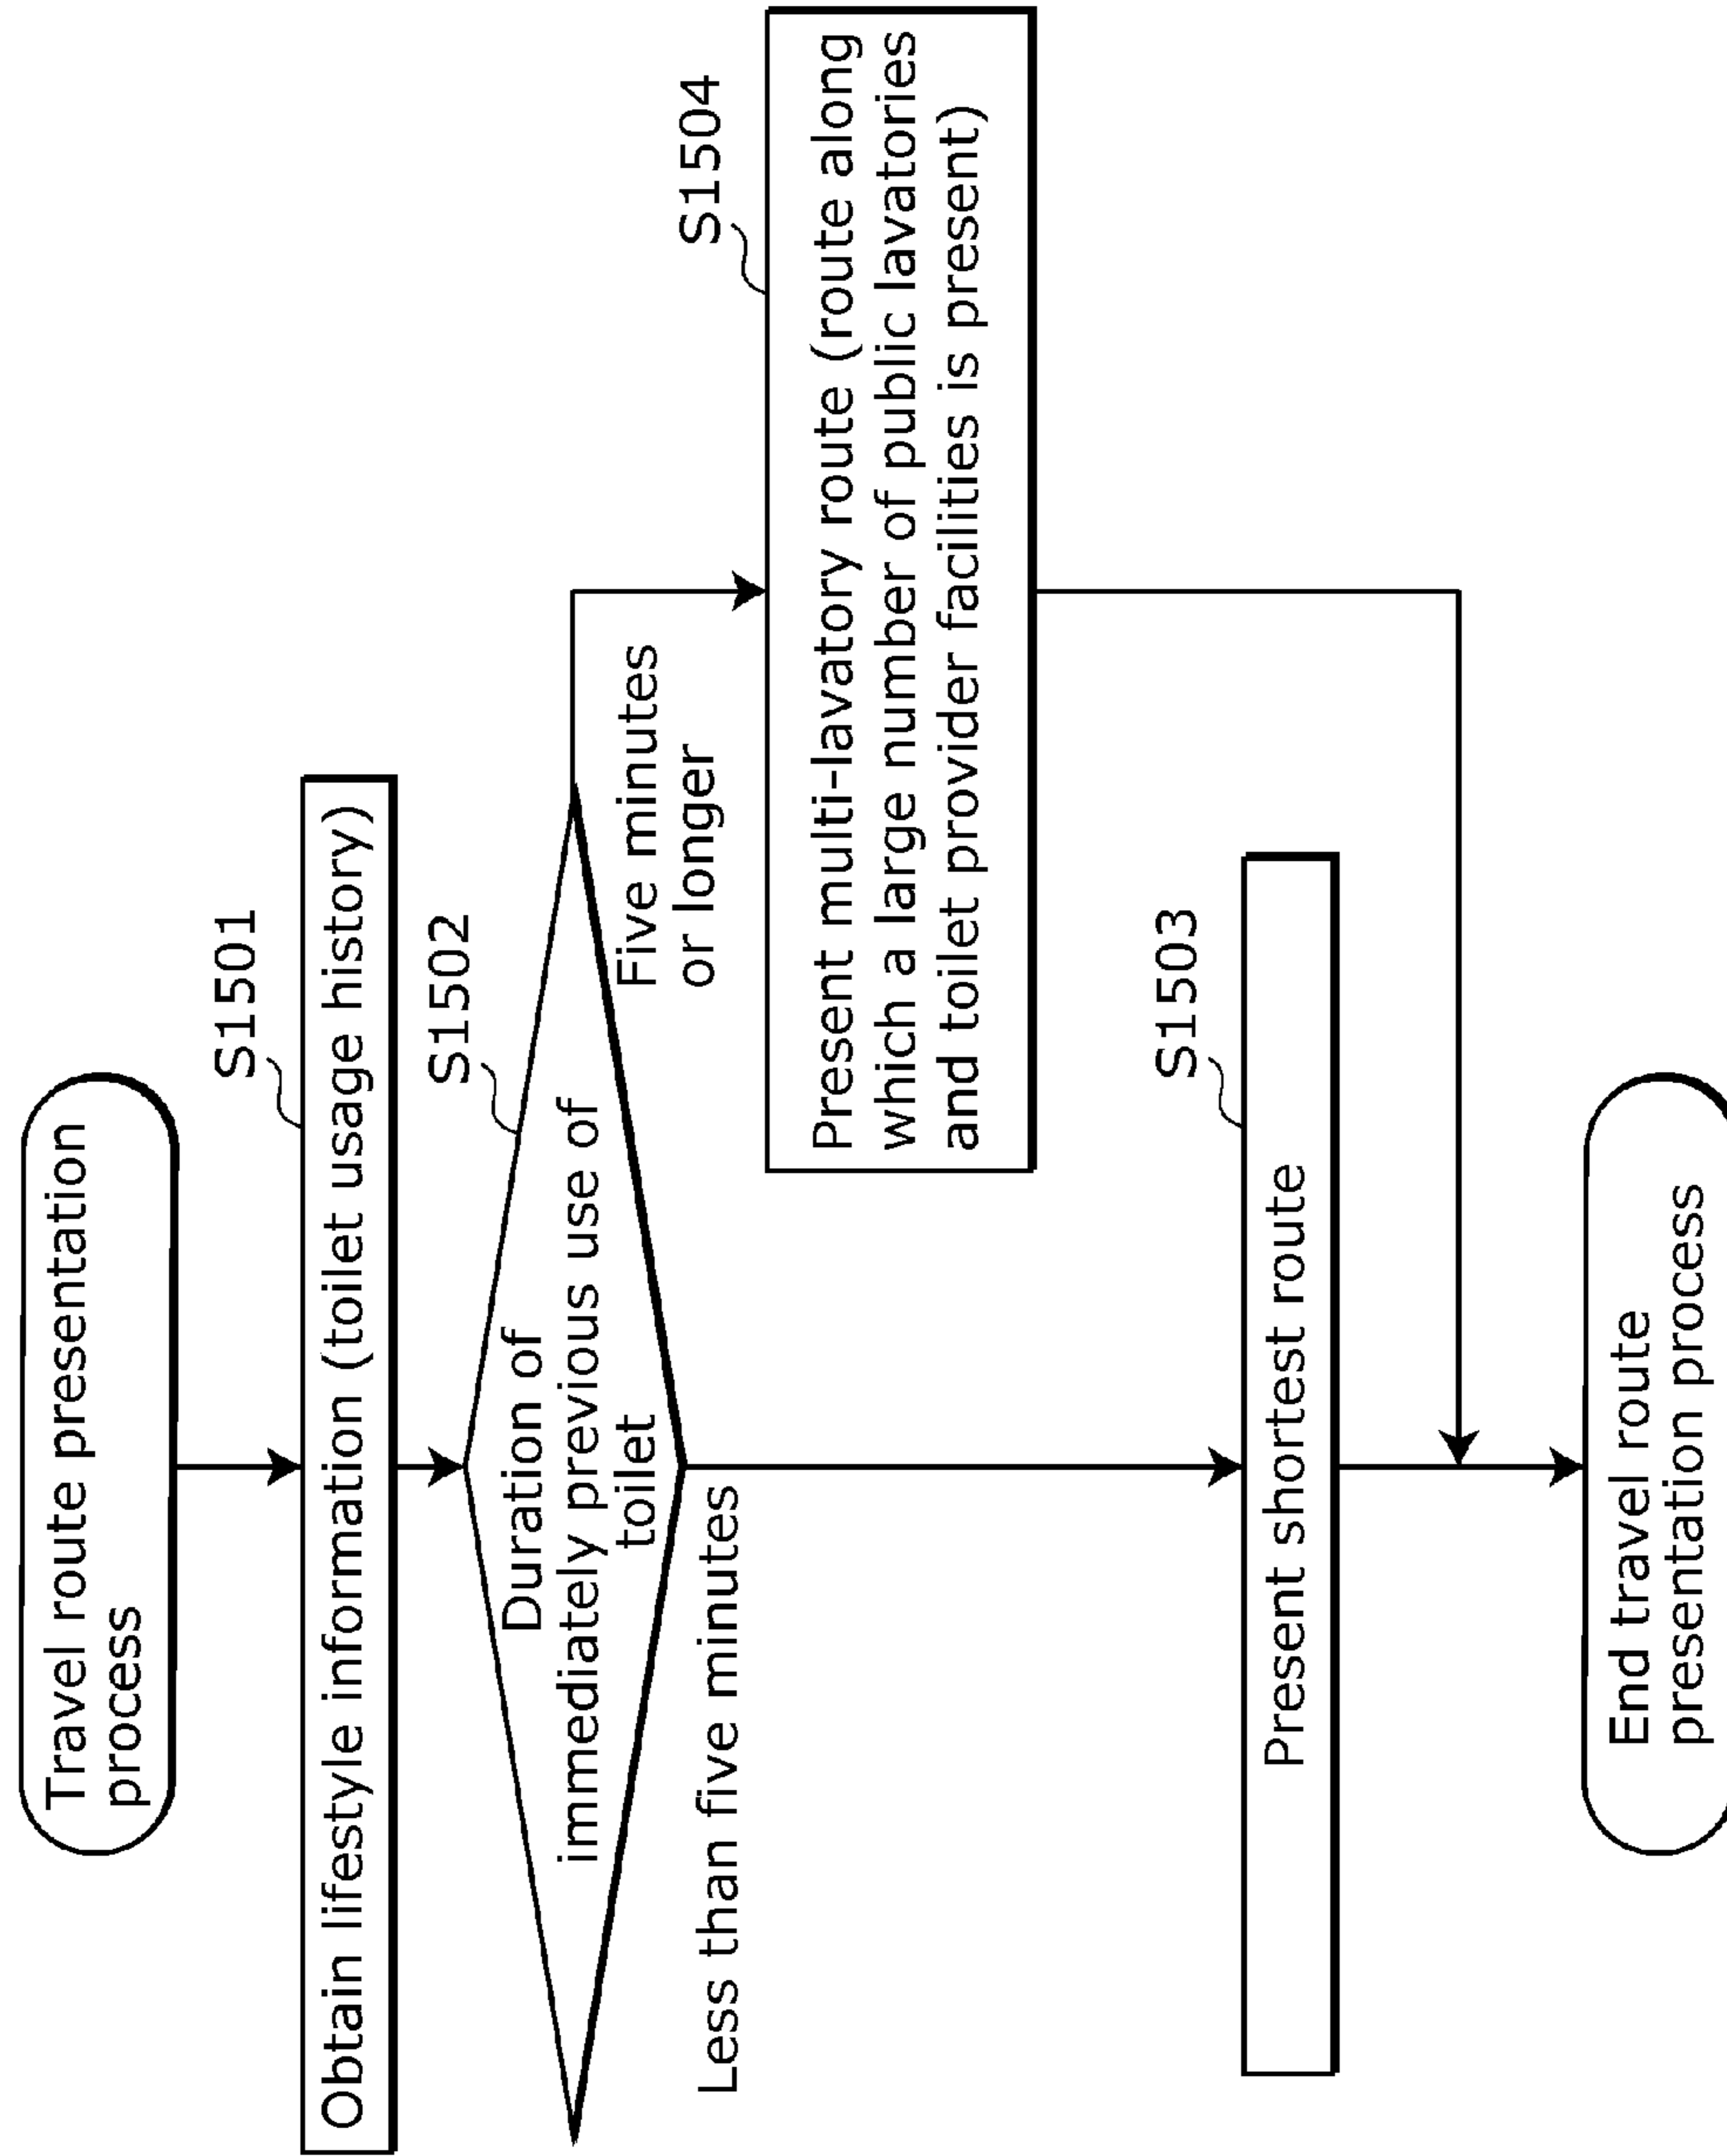 Travel route presentation
process
S1501
Obtain lifestyle information (toilet usage history)
S1502
Duration of
immediately previous use of
toilet
Five minutes
or longer
Less than five minutes
S1504
Present multi-lavatory route (route along
which a large number of public lavatories
and toilet provider facilities is present)
S1503
Present shortest route
End travel route
presentation process